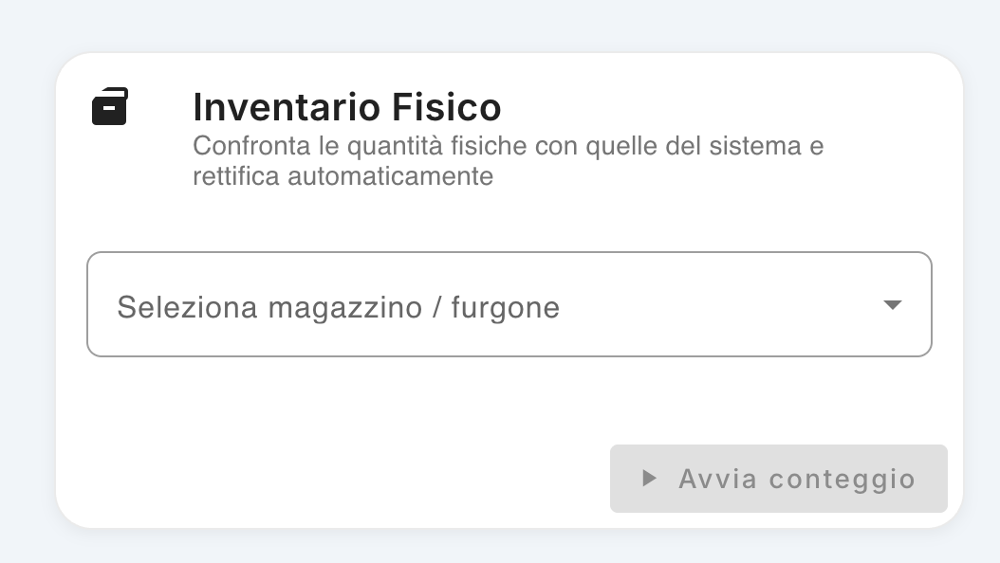 Inventario Fisico
Confronta le quantità fisiche con quelle del sistema e
rettifica automaticamente
Seleziona magazzino / furgone
Avvia conteggio